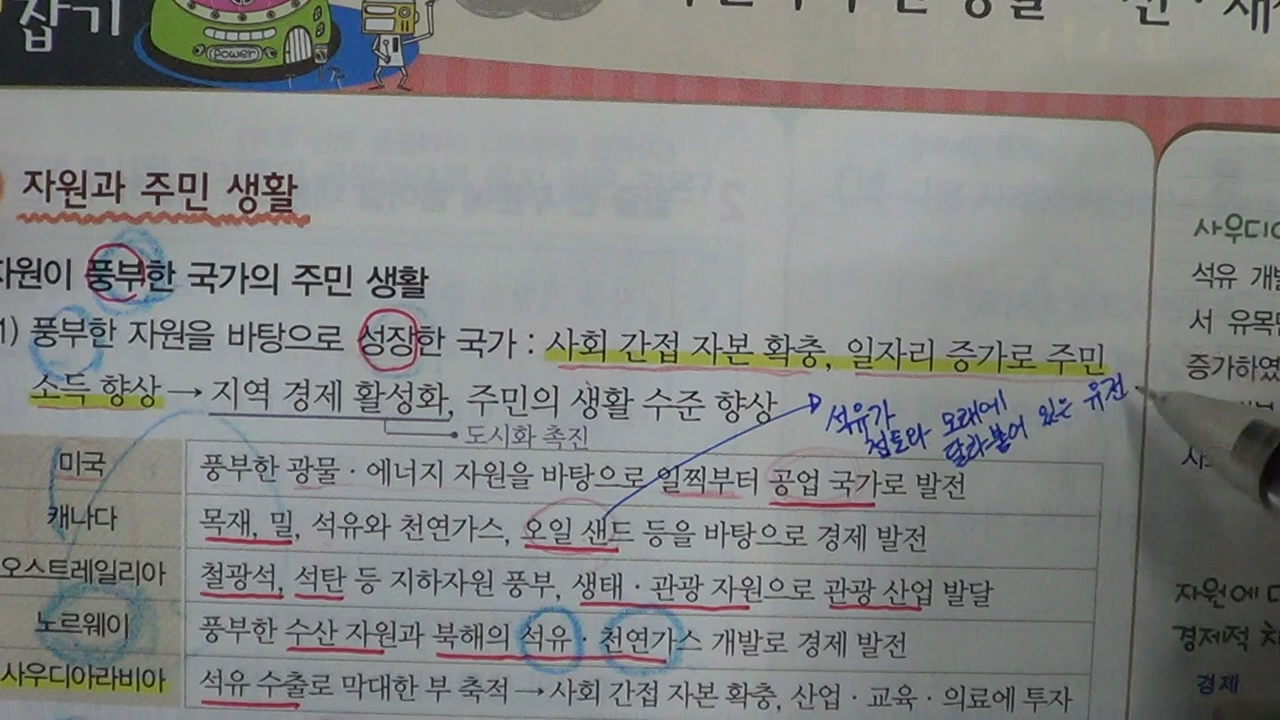 잡기
power
자원과 주민 생활
자원이 풍부한 국가의 주민 생활
1) 풍부한 자원을 바탕으로 성장한 국가 : 사회 간접 자본 확충, 일자리 증가로 주민
소득 향상 → 지역 경제 활성화, 주민의 생활 수준 향상
도시화 촉진
석유가
점토와 모래에
달라붙어 있은 유전
미국 풍부한 광물 · 에너지 자원을 바탕으로 일찍부터 공업 국가로 발전
캐나다 목재, 밀, 석유와 천연가스, 오일 샌드 등을 바탕으로 경제 발전
오스트레일리아 철광석, 석탄 등 지하자원 풍부, 생태 · 관광 자원으로 관광 산업 발달
노르웨이 풍부한 수산 자원과 북해의 석유 · 천연가스 개발로 경제 발전
사우디아라비아 석유 수출로 막대한 부 축적 → 사회 간접 자본 확충, 산업 · 교육 · 의료에 투자
사우디
석유 개발
서 유목
증가하였
자원에
경제적
경제